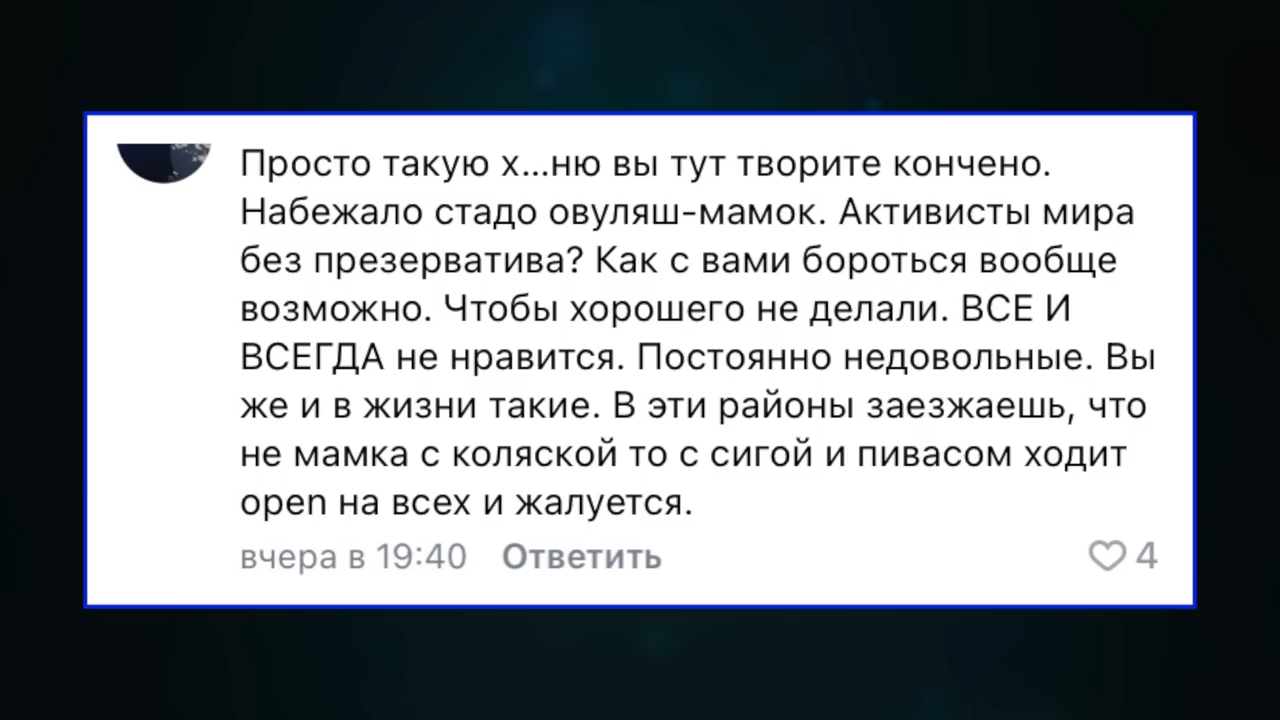 Просто такую х...ню вы тут творите кончено.
Набежало стадо овуляш-мамок. Активисты мира
без презерватива? Как с вами бороться вообще
возможно. Чтобы хорошего не делали. ВСЕ И
ВСЕГДА не нравится. Постоянно недовольные. Вы
же и в жизни такие. В эти районы заезжаешь, что
не мамка с коляской то с сигой и пивасом ходит
open на всех и жалуется.
вчера в 19:40 Ответить 4